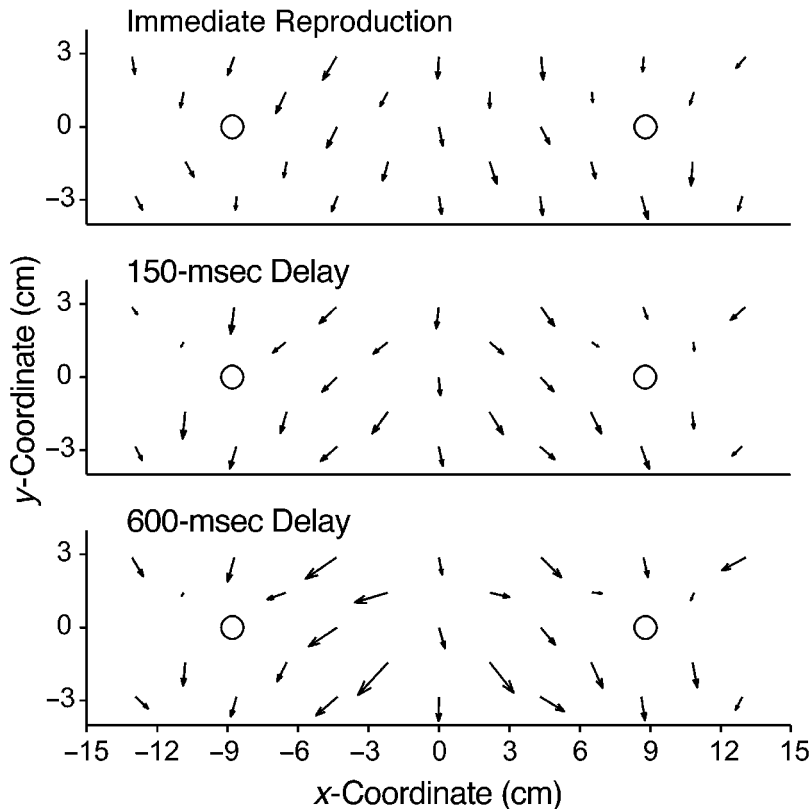 Immediate Reproduction
3
0
−3
150-msec Delay
3
0
−3
y-Coordinate (cm)
600-msec Delay
3
0
−3
−15 −12 −9 −6 −3 0 3 6 9 12 15
x-Coordinate (cm)